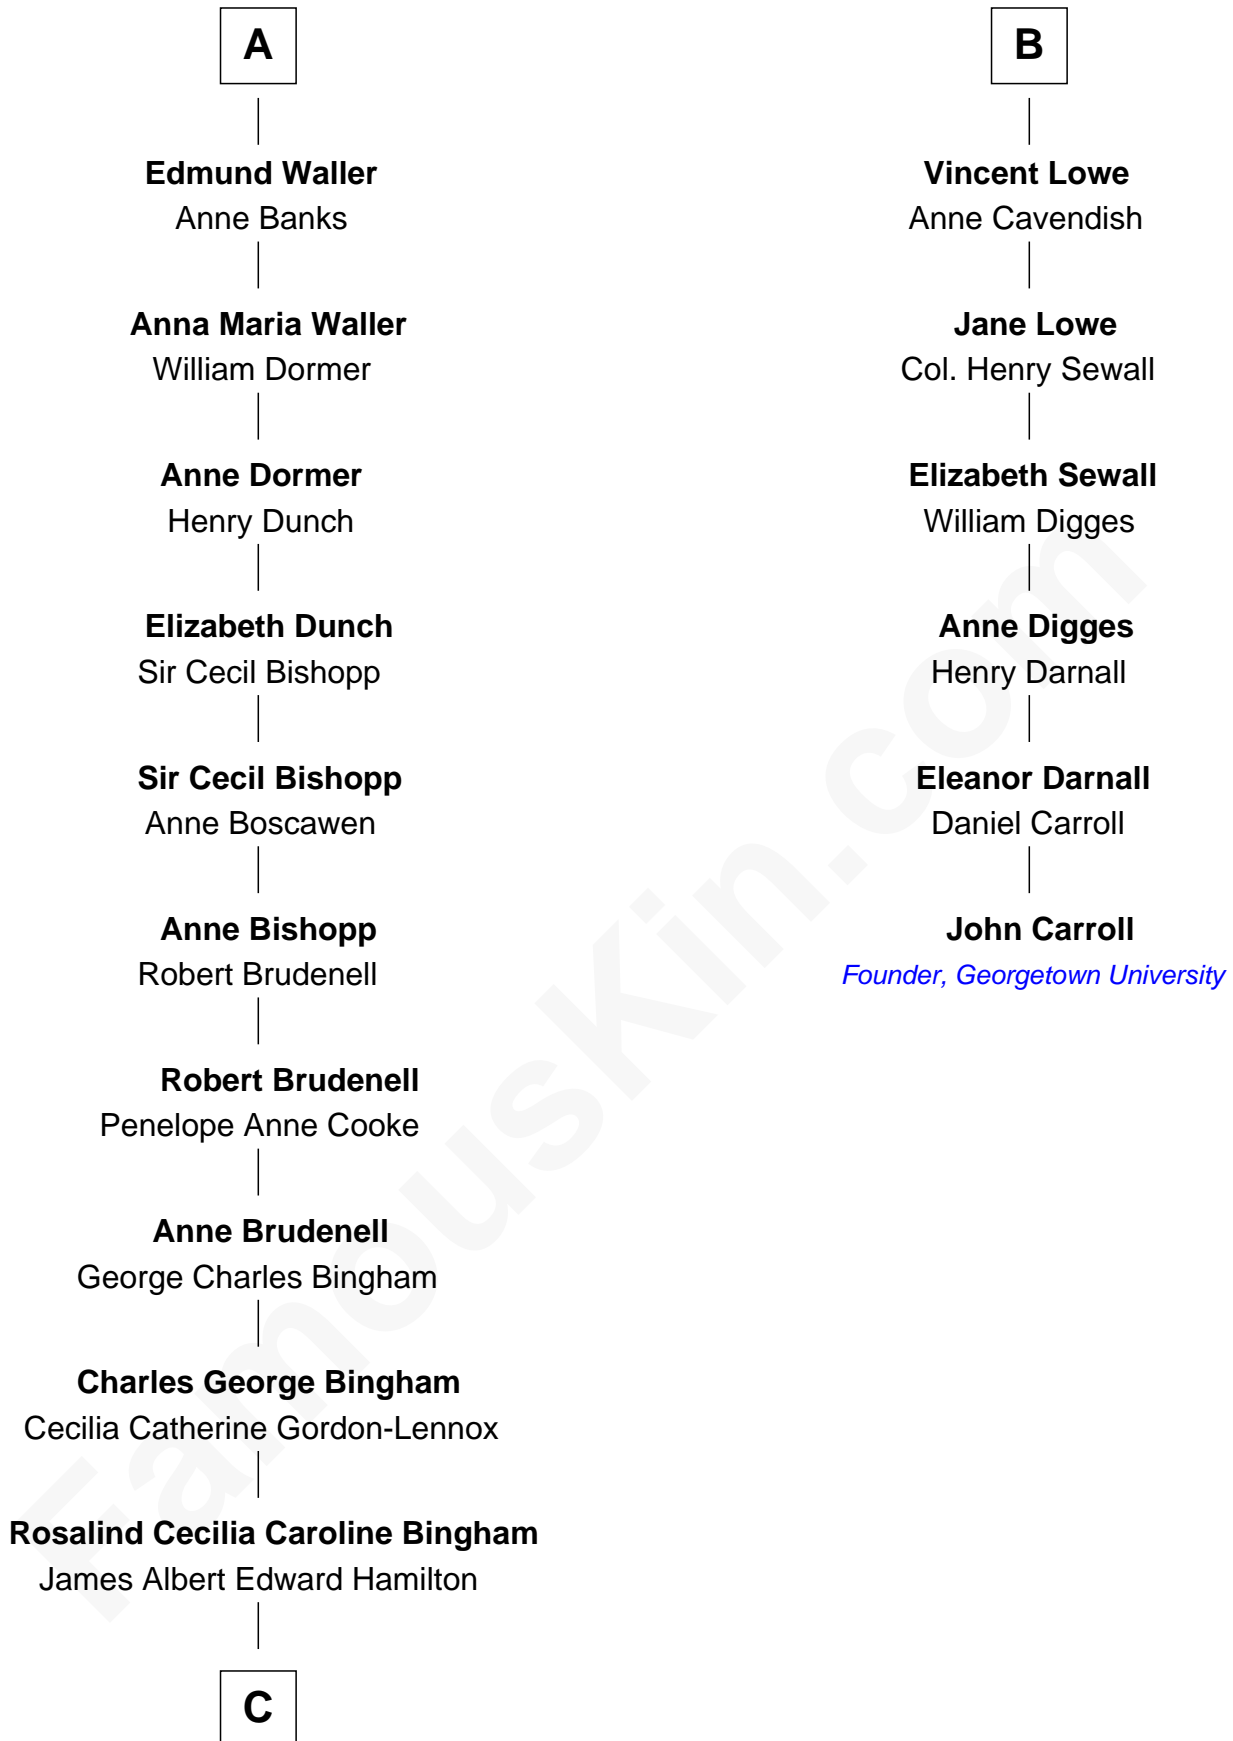 A
Edmund Waller
Anne Banks
Anna Maria Waller
William Dormer
Anne Dormer
Henry Dunch
Elizabeth Dunch
Sir Cecil Bishopp
Sir Cecil Bishopp
Anne Boscawen
Anne Bishopp
Robert Brudenell
Robert Brudenell
Penelope Anne Cooke
Anne Brudenell
George Charles Bingham
Charles George Bingham
Cecilia Catherine Gordon-Lennox
Rosalind Cecilia Caroline Bingham
James Albert Edward Hamilton
C
B
Vincent Lowe
Anne Cavendish
Jane Lowe
Col. Henry Sewall
Elizabeth Sewall
William Digges
Anne Digges
Henry Darnall
Eleanor Darnall
Daniel Carroll
John Carroll
Founder, Georgetown University
FamousKin.com